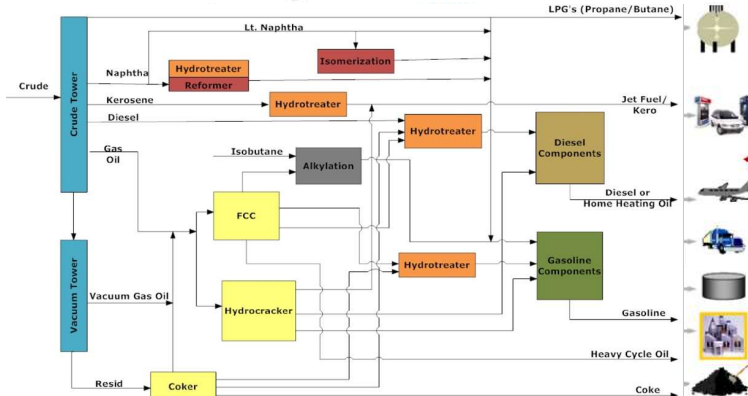 LPG's (Propane/Butane)
Lt. Naphtha
Isomerization
Hydrotreater
Reformer
Naphtha
Crude
Crude Tower
Kerosene
Hydrotreater
Jet Fuel/
Kero
Diesel
Hydrotreater
Diesel
Components
Gas
Oil
Isobutane
Alkylation
Diesel or
Home Heating Oil
FCC
Hydrotreater
Gasoline
Components
Vacuum Tower
Vacuum Gas Oil
Hydrocracker
Gasoline
Heavy Cycle Oil
Resid
Coker
Coke